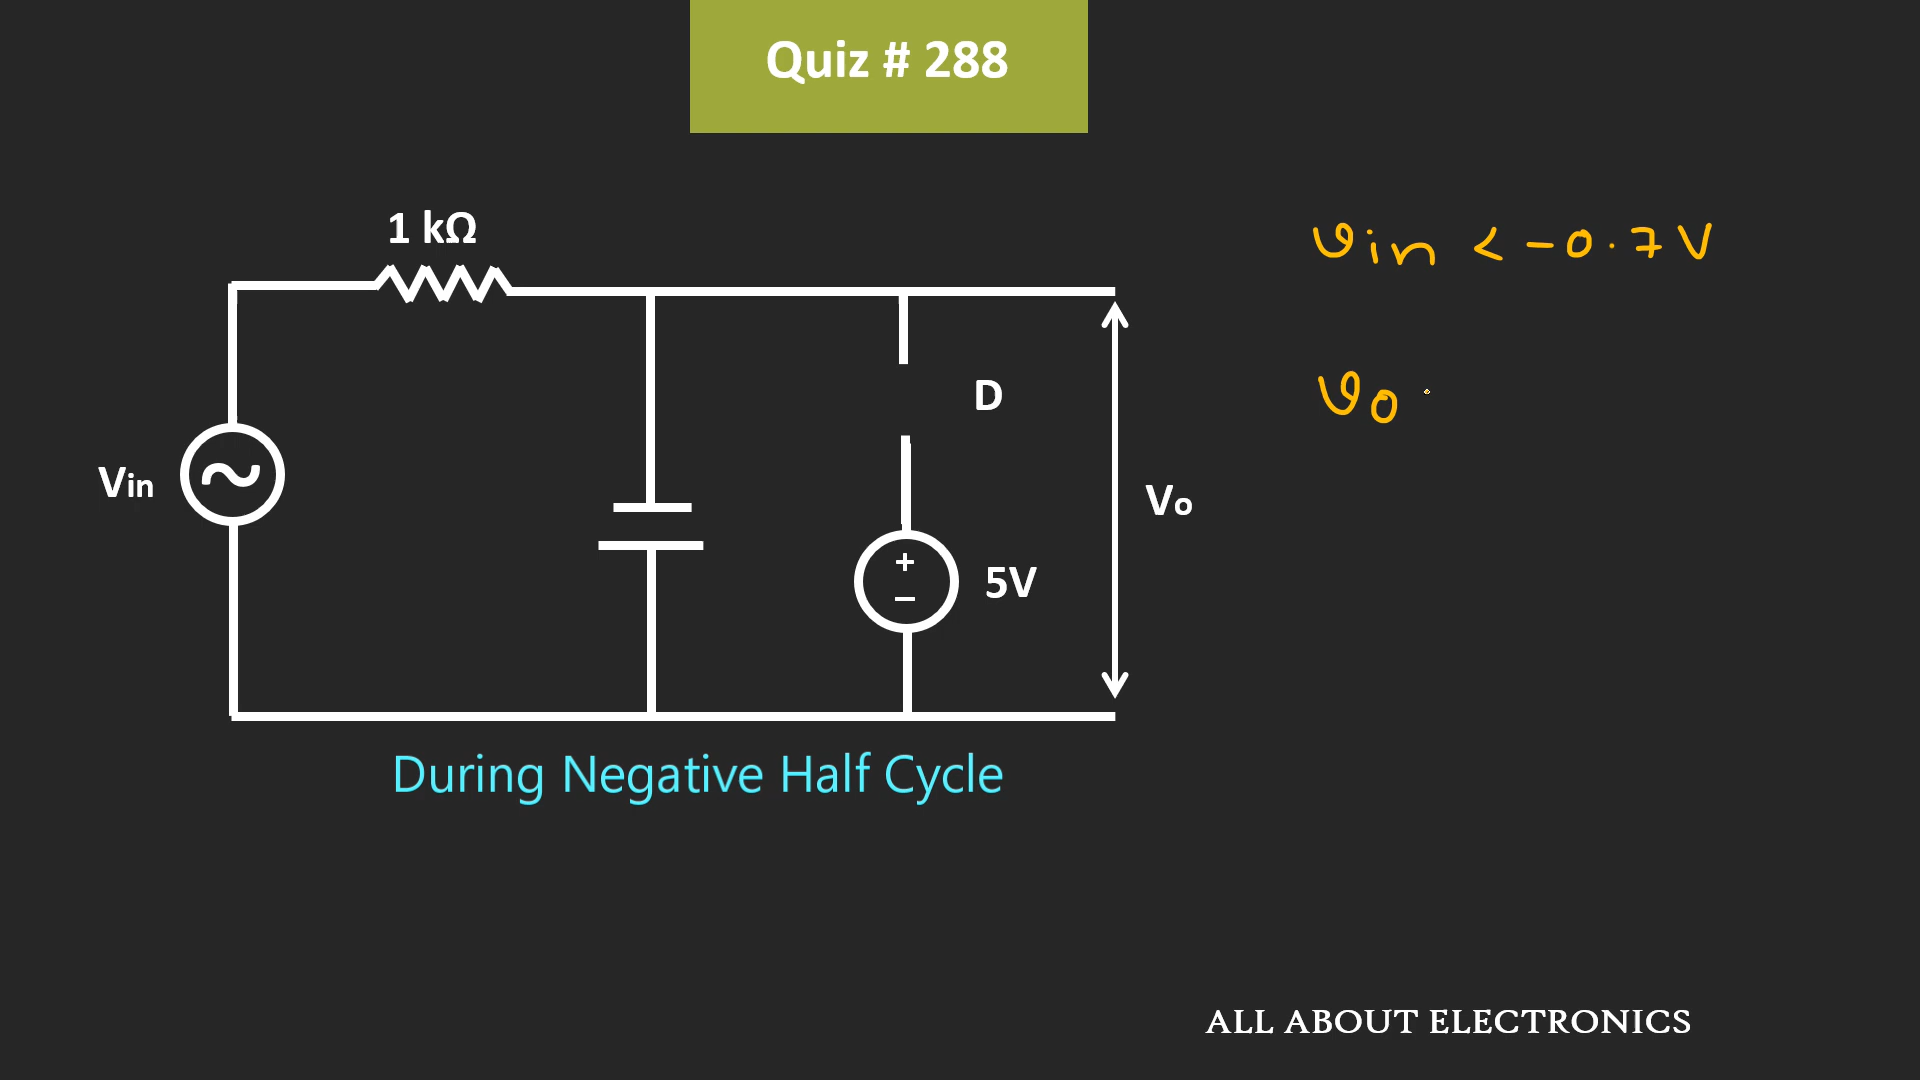 Quiz # 288
1 kΩ
Vin < -0.7V
D
Vo
Vin
Vo
+
−
5V
During Negative Half Cycle
ALL ABOUT ELECTRONICS